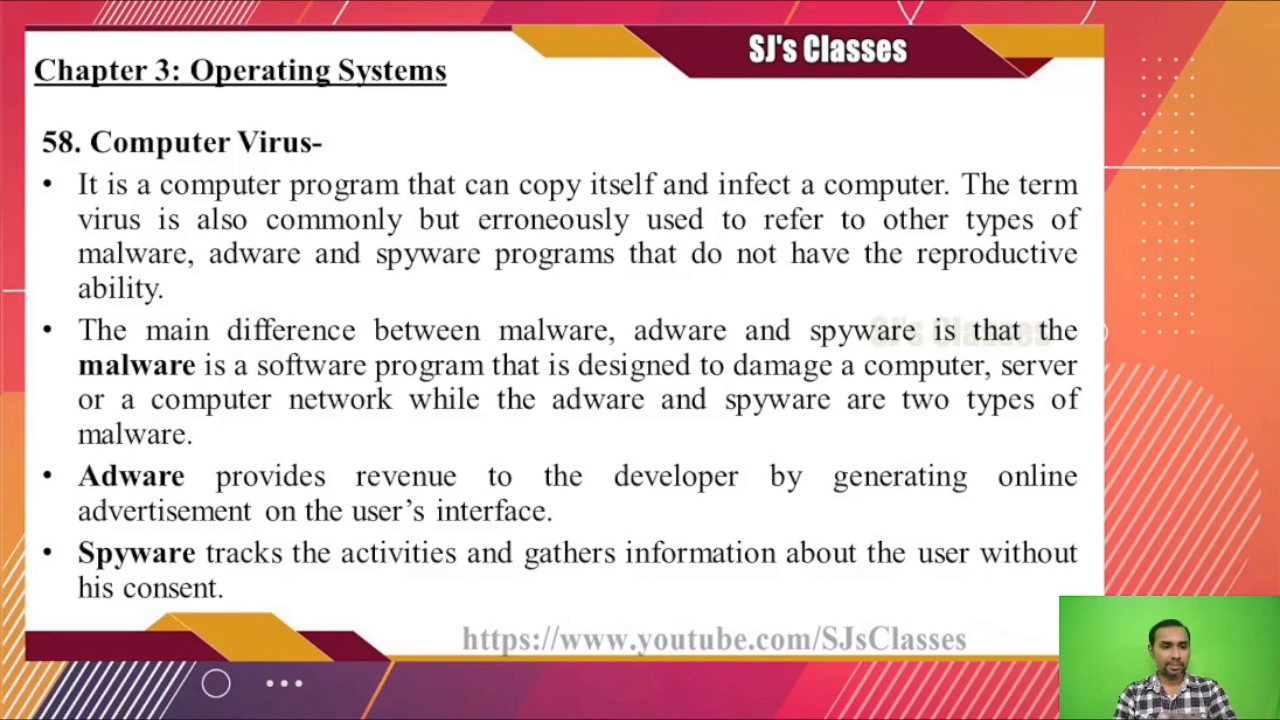 SJ's Classes
Chapter 3: Operating Systems
58. Computer Virus-
• It is a computer program that can copy itself and infect a computer. The term
virus is also commonly but erroneously used to refer to other types of
malware, adware and spyware programs that do not have the reproductive
ability.
• The main difference between malware, adware and spyware is that the
malware is a software program that is designed to damage a computer, server
or a computer network while the adware and spyware are two types of
malware.
• Adware provides revenue to the developer by generating online
advertisement on the user’s interface.
• Spyware tracks the activities and gathers information about the user without
his consent.
SJ's Classes
https://www.youtube.com/SJsClasses